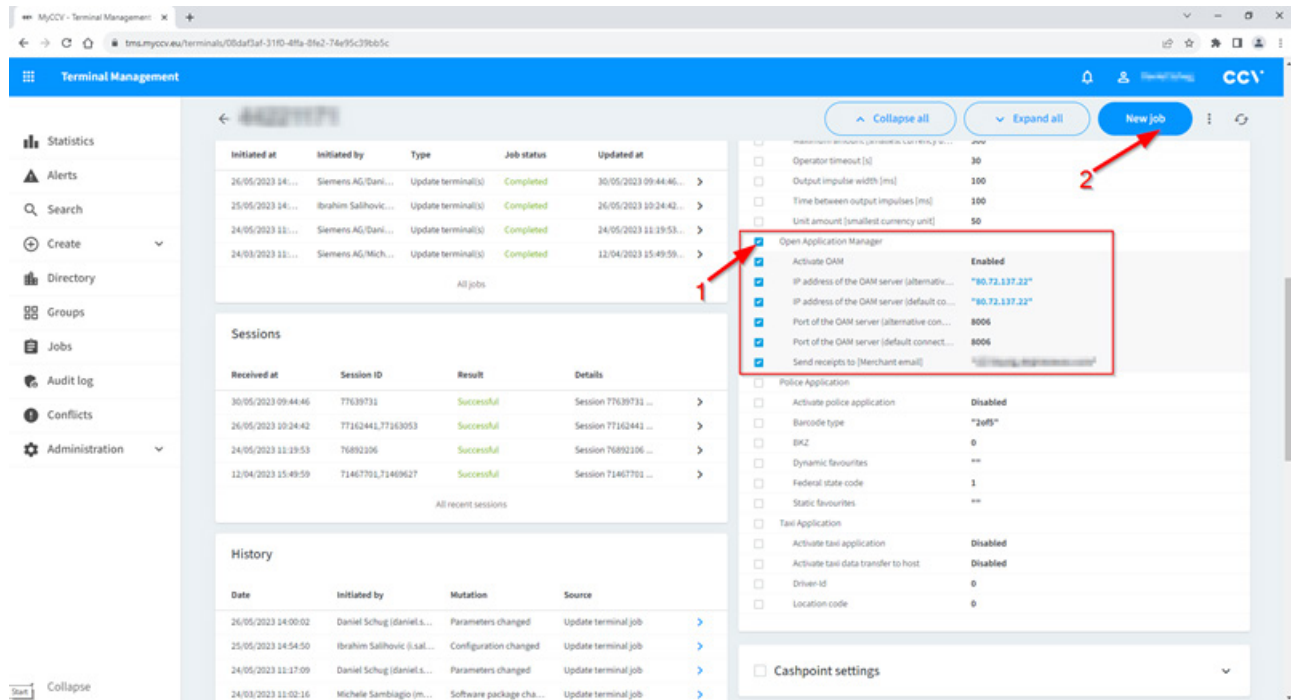 MyCCV - Terminal Management
tms.myccv.eu/terminals/08daf3af-31f0-4ffa-8fe2-74e95c39bb5c
Terminal Management
CCV
Collapse all
Expand all
New job
2
Statistics
Alerts
Search
Create
Directory
Groups
Jobs
Audit log
Conflicts
Administration
Collapse
Start
Initiated at Initiated by Type Job status Updated at
26/05/2023 14:... Siemens AG/Dani... Update terminal(s) Completed 30/05/2023 09:44:46...
25/05/2023 14:... Ibrahim Salihovic... Update terminal(s) Completed 26/05/2023 10:24:42...
24/05/2023 11:... Siemens AG/Dani... Update terminal(s) Completed 24/05/2023 11:19:53...
24/03/2023 11:... Siemens AG/Mich... Update terminal(s) Completed 12/04/2023 15:49:59...
All jobs
Sessions
Received at Session ID Result Details
30/05/2023 09:44:46 77639731 Successful Session 77639731 ...
26/05/2023 10:24:42 77162441,77163053 Successful Session 77162441 ...
24/05/2023 11:19:53 76892106 Successful Session 76892106 ...
12/04/2023 15:49:59 71467701,71469627 Successful Session 71467701 ...
All recent sessions
History
Date Initiated by Mutation Source
26/05/2023 14:00:02 Daniel Schug (daniel.s... Parameters changed Update terminal job
25/05/2023 14:54:50 Ibrahim Salihovic (i.sal... Configuration changed Update terminal job
24/05/2023 11:17:09 Daniel Schug (daniel.s... Parameters changed Update terminal job
24/03/2023 11:02:16 Michele Sambiagio (m... Software package cha... Update terminal job
Operator timeout [s] 30
Output impulse width [ms] 100
Time between output impulses [ms] 100
Unit amount [smallest currency unit] 50
1
Open Application Manager
Activate OAM Enabled
IP address of the OAM server (alternativ... "80.72.137.22"
IP address of the OAM server (default co... "80.72.137.22"
Port of the OAM server (alternative con... 8006
Port of the OAM server (default connect... 8006
Send receipts to [Merchant email]
Police Application
Activate police application Disabled
Barcode type "2of5"
BKZ 0
Dynamic favourites ""
Federal state code 1
Static favourites ""
Taxi Application
Activate taxi application Disabled
Activate taxi data transfer to host Disabled
Driver-Id 0
Location code 0
Cashpoint settings